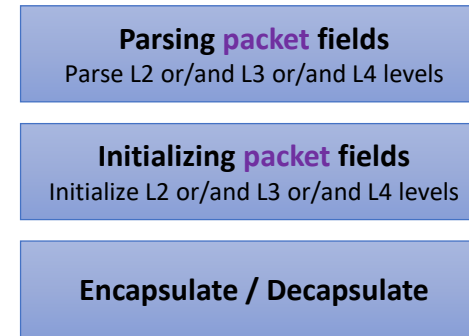 Parsing packet fields
Parse L2 or/and L3 or/and L4 levels
Initializing packet fields
Initialize L2 or/and L3 or/and L4 levels
Encapsulate / Decapsulate